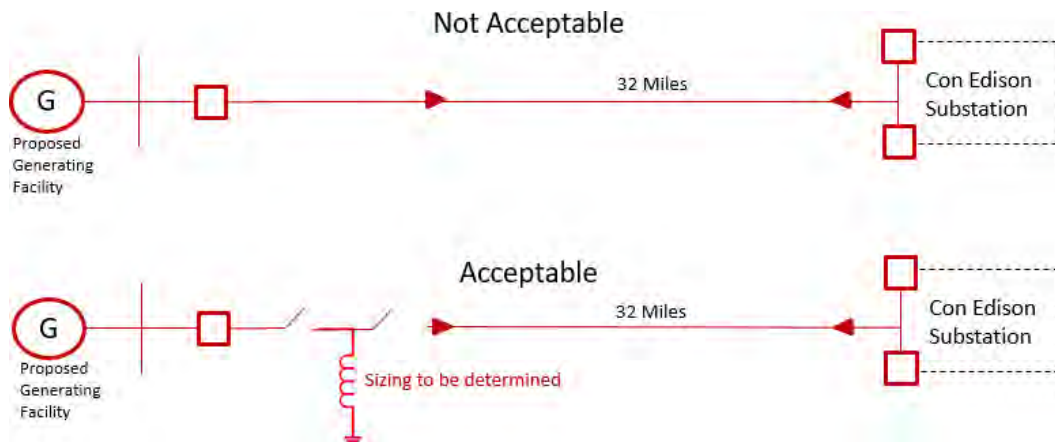 Not Acceptable
G
32 Miles
Con Edison
Substation
Proposed
Generating
Facility
Acceptable
G
32 Miles
Con Edison
Substation
Proposed
Generating
Facility
Sizing to be determined